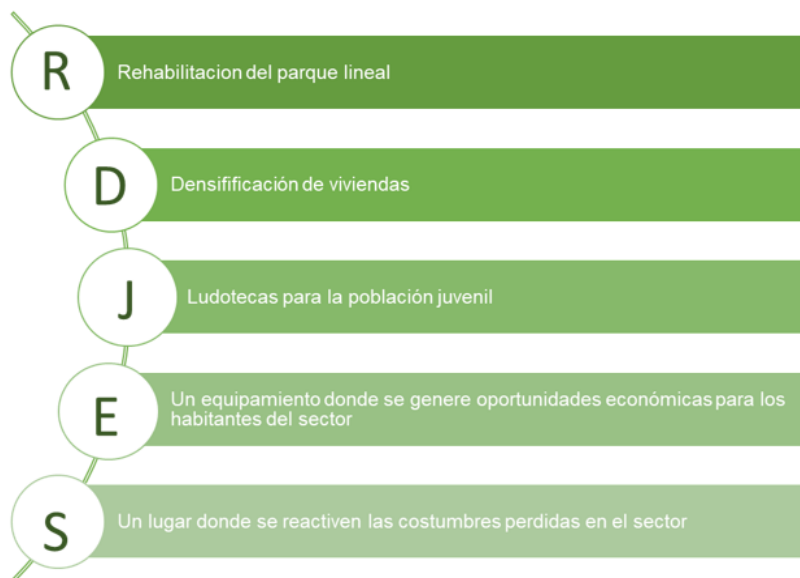 R
Rehabilitacion del parque lineal
D
Densifificación de viviendas
J
Ludotecas para la población juvenil
E
Un equipamiento donde se genere oportunidades económicas para los
habitantes del sector
S
Un lugar donde se reactiven las costumbres perdidas en el sector